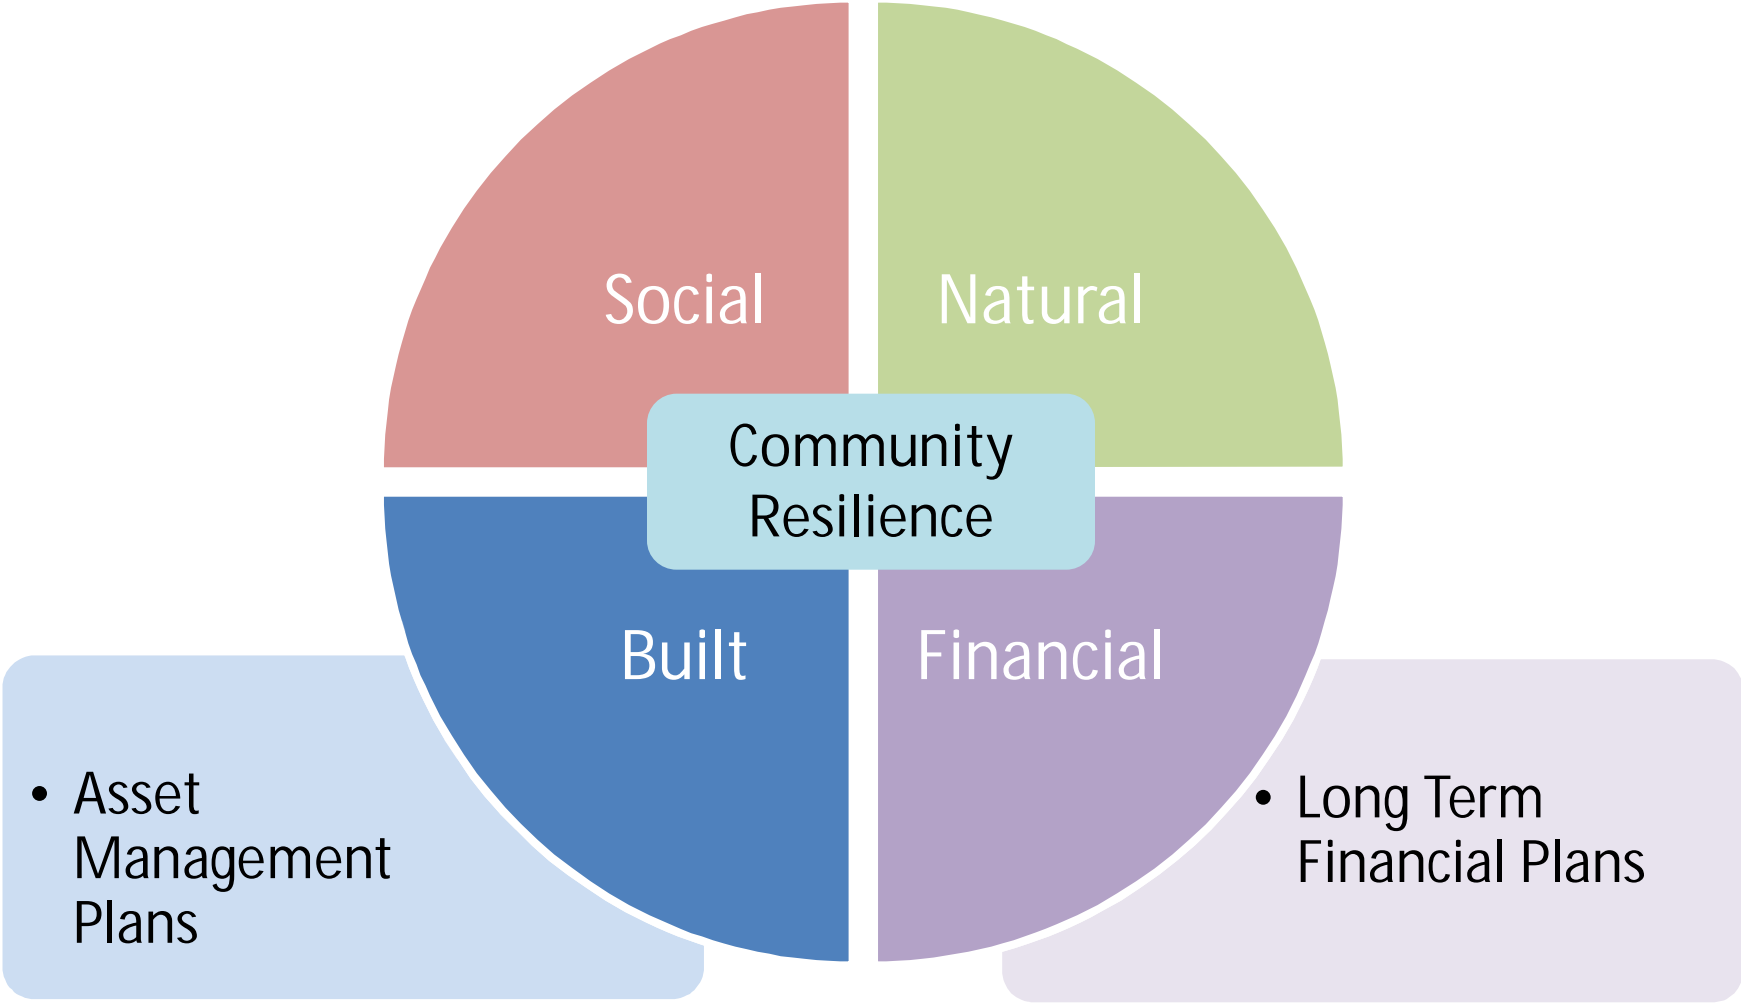 Social
Natural
Community
Resilience
Built
Financial
• Asset
Management
Plans
• Long Term
Financial Plans